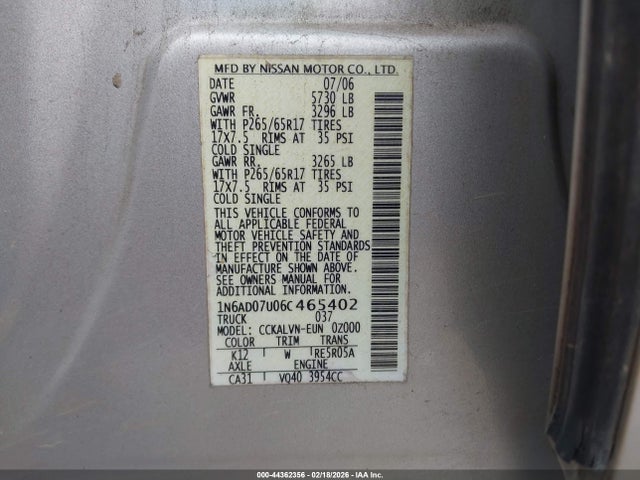 MFD BY NISSAN MOTOR CO., LTD.
DATE 07/06
GVWR 5730 LB
GAWR FR. 3296 LB
WITH P265/65R17 TIRES
17X7.5 RIMS AT 35 PSI
COLD SINGLE
GAWR RR. 3265 LB
WITH P265/65R17 TIRES
17X7.5 RIMS AT 35 PSI
COLD SINGLE
THIS VEHICLE CONFORMS TO
ALL APPLICABLE FEDERAL
MOTOR VEHICLE SAFETY AND
THEFT PREVENTION STANDARDS
IN EFFECT ON THE DATE OF
MANUFACTURE SHOWN ABOVE.
SEE OWNERS MANUAL FOR
ADDITIONAL INFORMATION.
1N6AD07U06C465402
TRUCK 037
MODEL: CCKALVN-EUN 0Z000
COLOR TRIM TRANS
K12 W RE5R05A
AXLE ENGINE
CA31 VQ40 3954CC
000-44362356 - 02/18/2026 - IAA Inc.